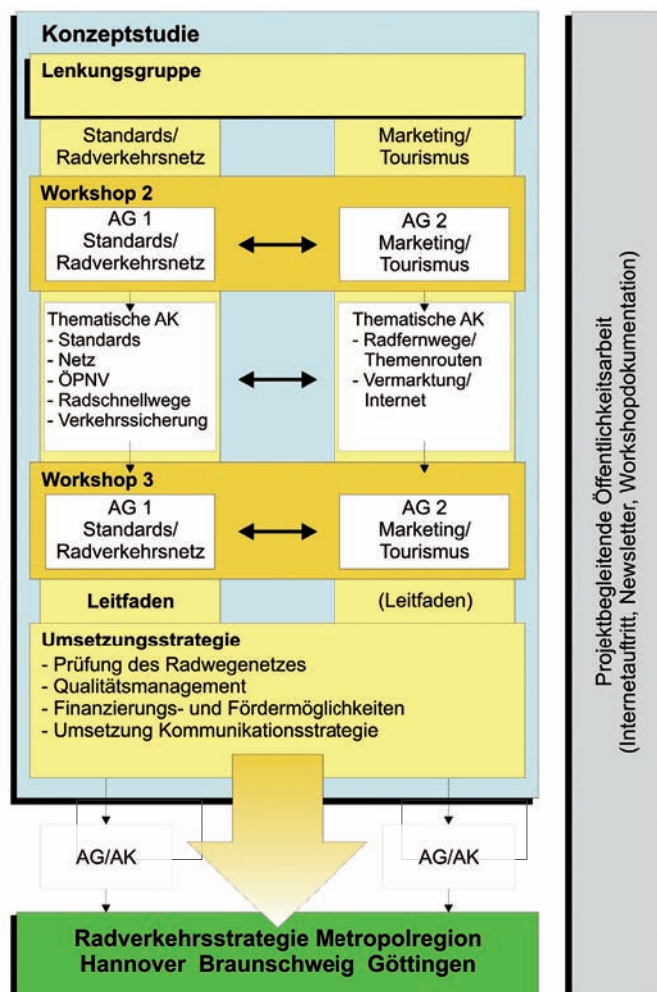 Konzeptstudie
Lenkungsgruppe
Standards/
Radverkehrsnetz
Marketing/
Tourismus
Workshop 2
AG 1
Standards/
Radverkehrsnetz
AG 2
Marketing/
Tourismus
Thematische AK
- Standards
- Netz
- ÖPNV
- Radschnellwege
- Verkehrssicherung
Thematische AK
- Radfernwege/
Themenrouten
- Vermarktung/
Internet
Workshop 3
AG 1
Standards/
Radverkehrsnetz
AG 2
Marketing/
Tourismus
Leitfaden
(Leitfaden)
Umsetzungsstrategie
- Prüfung des Radwegenetzes
- Qualitätsmanagement
- Finanzierungs- und Fördermöglichkeiten
- Umsetzung Kommunikationsstrategie
AG/AK
AG/AK
Radverkehrsstrategie Metropolregion
Hannover Braunschweig Göttingen
Projektbegleitende Öffentlichkeitsarbeit
(Internetauftritt, Newsletter, Workshopdokumentation)